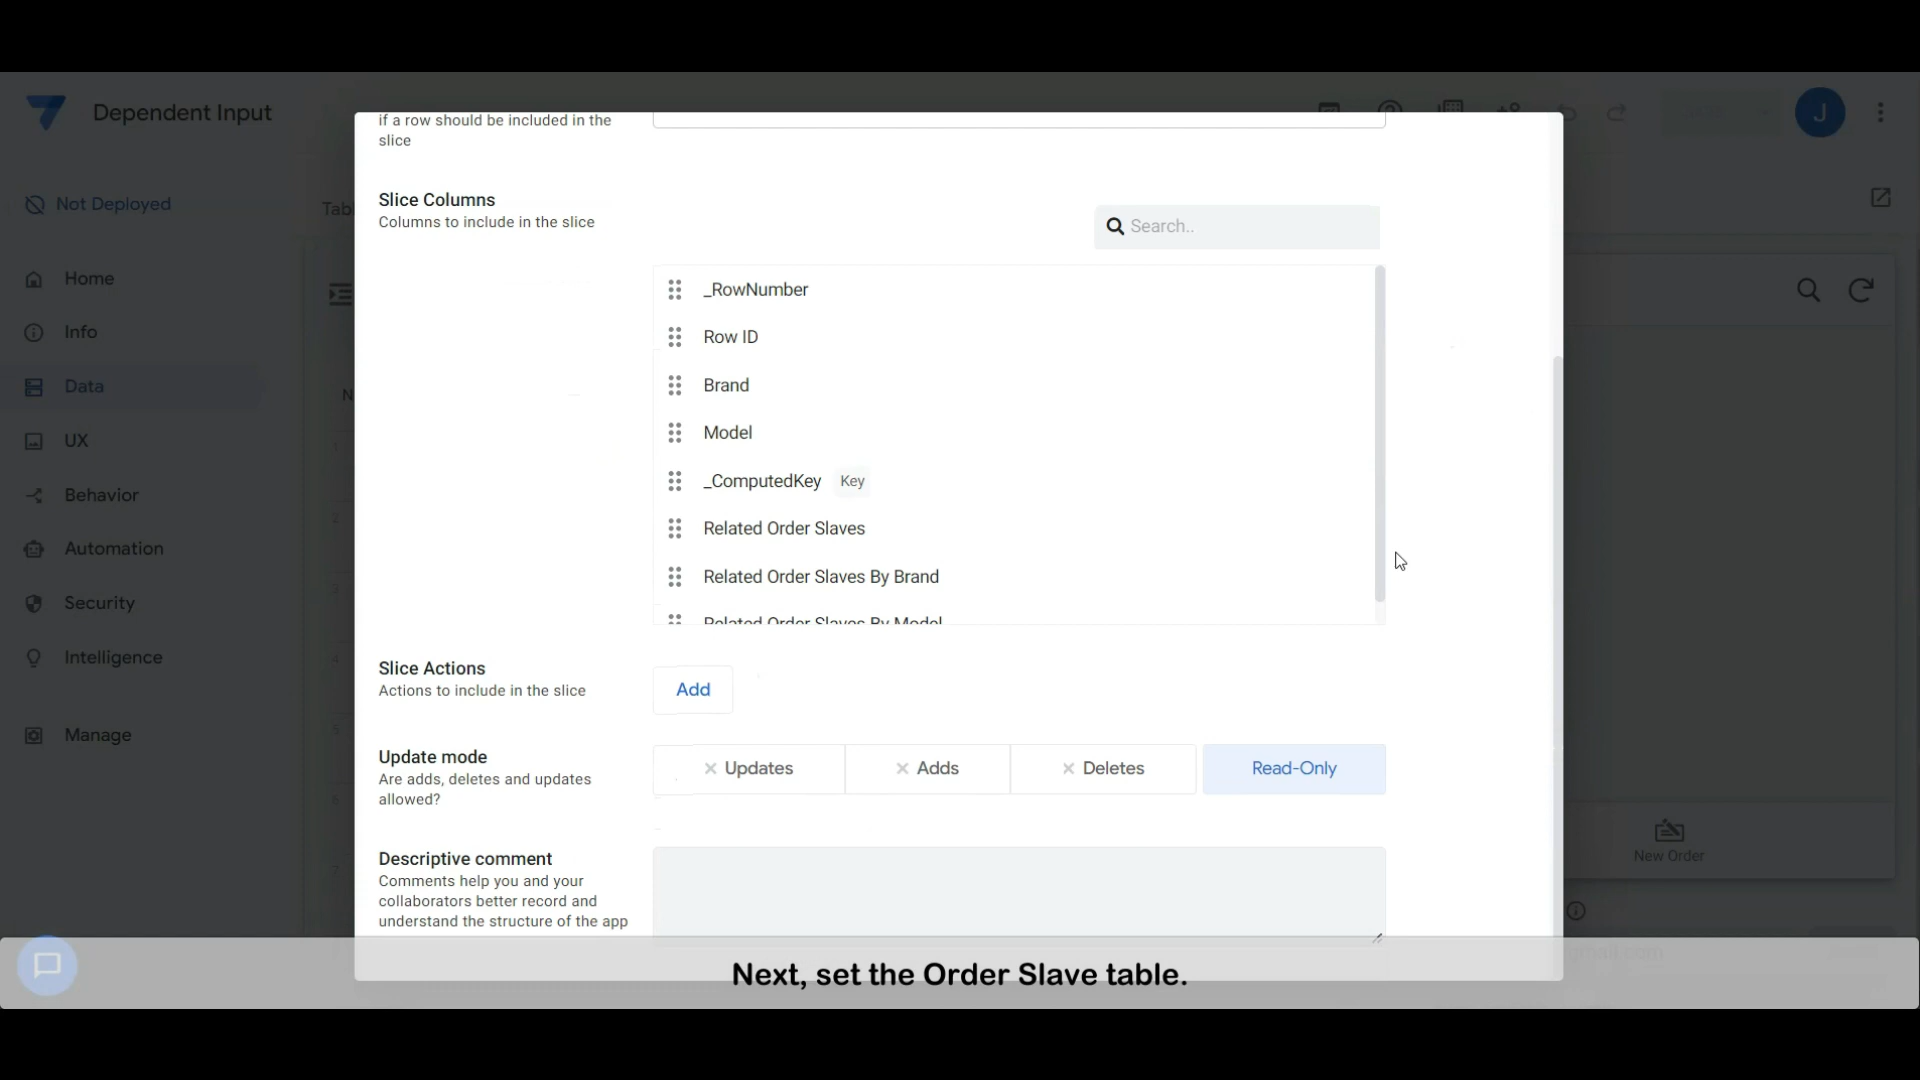 Dependent Input
J
if a row should be included in the
slice
Slice Columns
Columns to include in the slice
Search..
Not Deployed
Home
Info
Data
UX
Behavior
Automation
Security
Intelligence
Manage
_RowNumber
Row ID
Brand
Model
_ComputedKey Key
Related Order Slaves
Related Order Slaves By Brand
Related Order Slaves By Model
Slice Actions
Actions to include in the slice
Add
Update mode
Are adds, deletes and updates
allowed?
Updates
Adds
Deletes
Read-Only
Descriptive comment
Comments help you and your
collaborators better record and
understand the structure of the app
New Order
Next, set the Order Slave table.